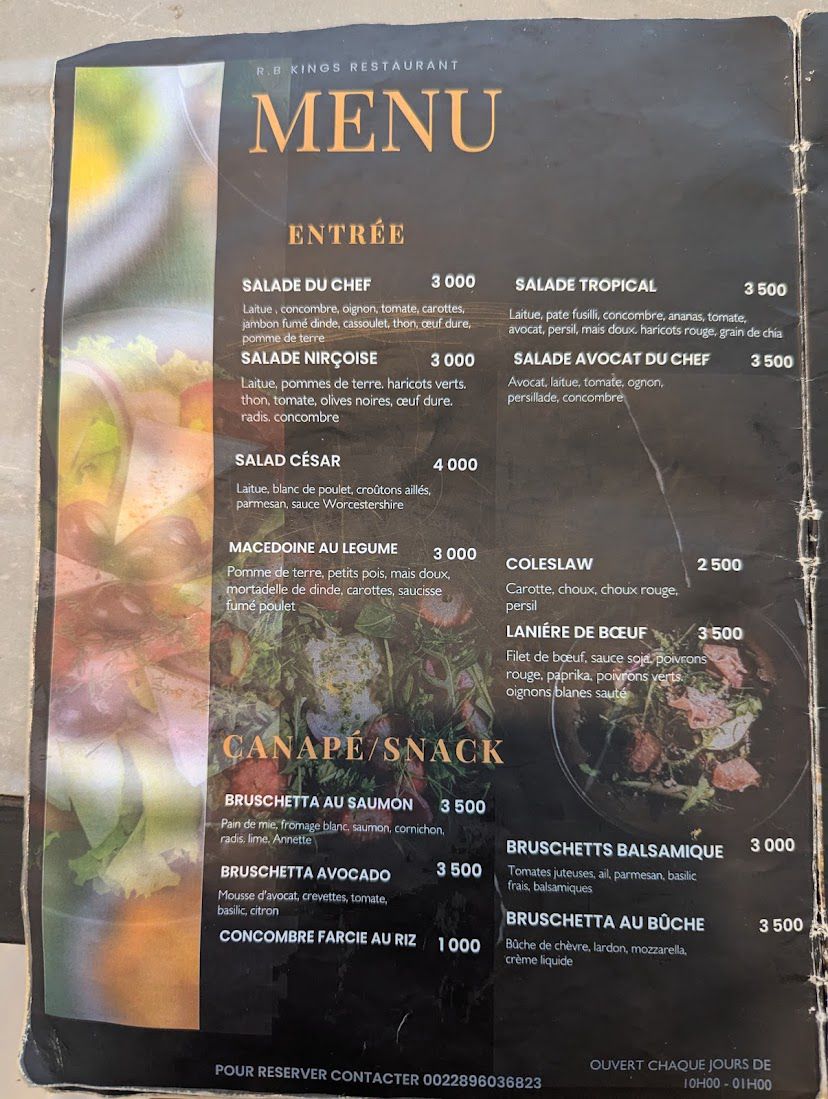 R.B KINGS RESTAURANT
MENU
ENTRÉE
SALADE DU CHEF 3 000
Laitue , concombre, oignon, tomate, carottes,
jambon fumé dinde, cassoulet, thon, œuf dure,
pomme de terre
SALADE NIRÇOISE 3 000
Laitue, pommes de terre. haricots verts.
thon, tomate, olives noires, œuf dure.
radis. concombre
SALAD CÉSAR 4 000
Laitue, blanc de poulet, croûtons aillés,
parmesan, sauce Worcestershire
MACEDOINE AU LEGUME 3 000
Pomme de terre, petits pois, mais doux,
mortadelle de dinde, carottes, saucisse
fumé poulet
SALADE TROPICAL 3 500
Laitue, pate fusilli, concombre, ananas, tomate,
avocat, persil, mais doux. haricots rouge, grain de chia
SALADE AVOCAT DU CHEF 3 500
Avocat, laitue, tomate, ognon,
persillade, concombre
COLESLAW 2 500
Carotte, choux, choux rouge,
persil
LANIÉRE DE BŒUF 3 500
Filet de bœuf, sauce soja, poivrons
rouge, paprika, poivrons verts.
oignons blanes sauté
CANAPÉ/SNACK
BRUSCHETTA AU SAUMON 3 500
Pain de mie, fromage blanc, saumon, cornichon,
radis. lime, Annette
BRUSCHETTA AVOCADO 3 500
Mousse d'avocat, crevettes, tomate,
basilic, citron
CONCOMBRE FARCIE AU RIZ 1 000
BRUSCHETTS BALSAMIQUE 3 000
Tomates juteuses, ail, parmesan, basilic
frais, balsamiques
BRUSCHETTA AU BÛCHE 3 500
Bûche de chèvre, lardon, mozzarella,
crème liquide
POUR RESERVER CONTACTER 0022896036823
OUVERT CHAQUE JOURS DE
10H00 - 01H00